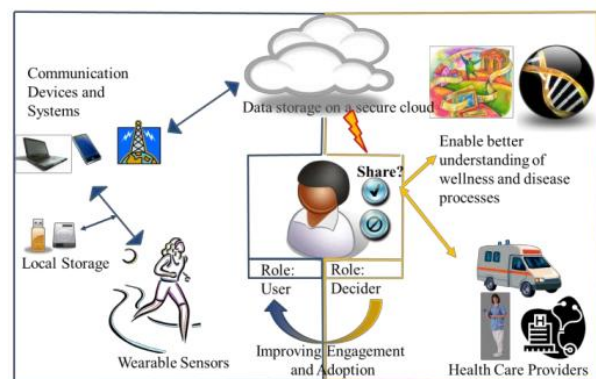 Communication
Devices and
Systems
Data storage on a secure cloud
Enable better
understanding of
wellness and disease
processes
Share?
Local Storage
Role:
User
Role:
Decider
Wearable Sensors
Improving Engagement
and Adoption
Health Care Providers